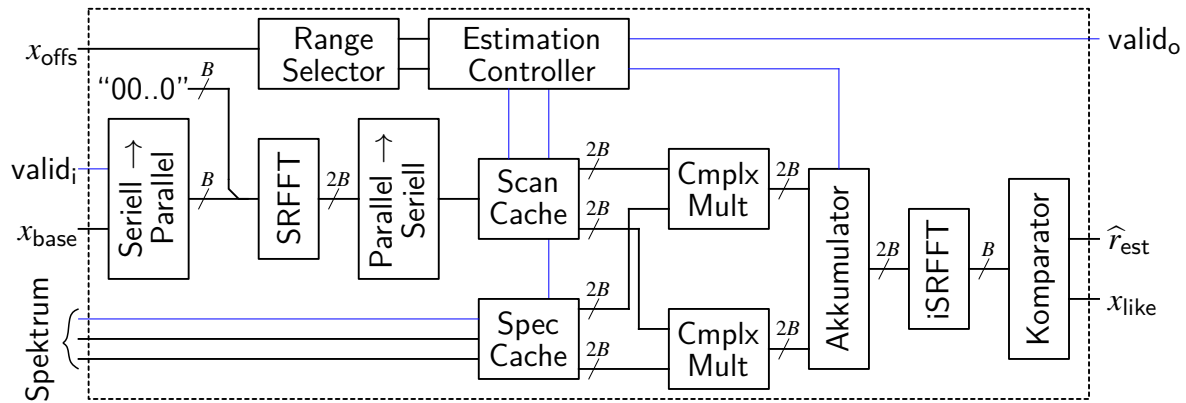 x_offs
Range
Selector
Estimation
Controller
valid_o
“00..0”
B
valid_i
x_base
Seriell →
Parallel
B
SRFFT
2B
Parallel →
Seriell
Scan
Cache
2B
2B
Cmplx
Mult
2B
Akkumulator
2B
iSRFFT
B
Komparator
r̂_est
x_like
Spektrum
Spec
Cache
2B
2B
Cmplx
Mult
2B